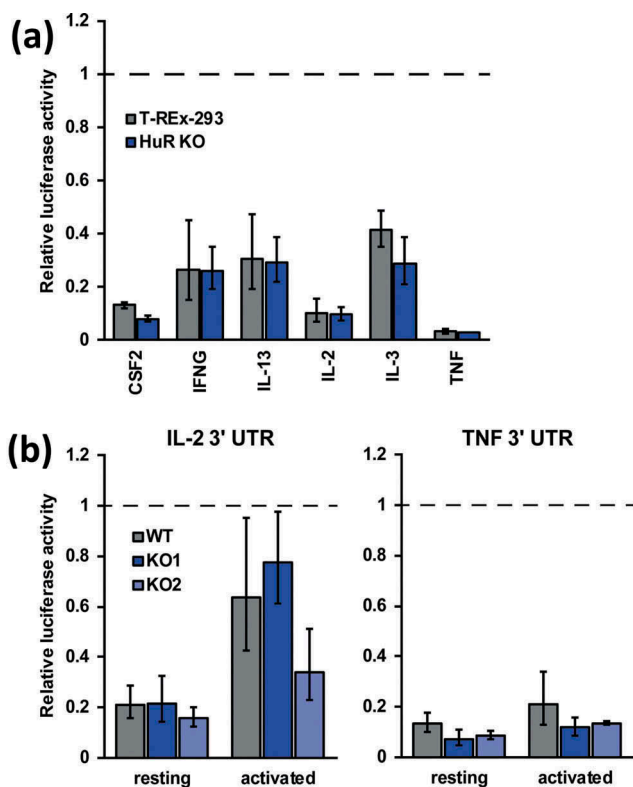 (a)
1.2
1
0.8
0.6
0.4
0.2
0
Relative luciferase activity
T-REx-293
HuR KO
CSF2
IFNG
IL-13
IL-2
IL-3
TNF
(b)
IL-2 3' UTR
1.2
1
0.8
0.6
0.4
0.2
0
Relative luciferase activity
WT
KO1
KO2
resting
activated
TNF 3' UTR
1.2
1
0.8
0.6
0.4
0.2
0
resting
activated